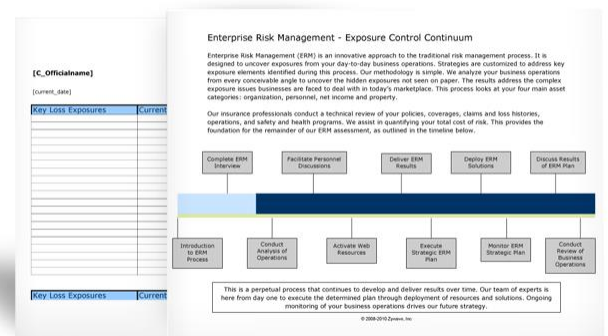 [C_Officialname]
[current_date]
Key Loss Exposures Current
Key Loss Exposures Current
Enterprise Risk Management - Exposure Control Continuum
Enterprise Risk Management (ERM) is an innovative approach to the traditional risk management process. It is
designed to uncover exposures from your day-to-day business operations. Strategies are customized to address key
exposure elements identified during this process. Our methodology is simple. We analyze your business operations
from every conceivable angle to uncover the hidden exposures not seen on paper. The results address the complex
exposure issues businesses are faced to deal with in today's marketplace. This process looks at your four main asset
categories: organization, personnel, net income and property.
Our insurance professionals conduct a technical review of your policies, coverages, claims and loss histories,
operations, and safety and health programs. We assist in quantifying your total cost of risk. This provides the
foundation for the remainder of our ERM assessment, as outlined in the timeline below.
Complete ERM
Interview
Facilitate Personnel
Discussions
Deliver ERM
Results
Deploy ERM
Solutions
Discuss Results
of ERM Plan
Introduction
to ERM
Process
Conduct
Analysis of
Operations
Activate Web
Resources
Execute
Strategic ERM
Plan
Monitor ERM
Strategic Plan
Conduct
Review of
Business
Operations
This is a perpetual process that continues to develop and deliver results over time. Our team of experts is
here from day one to execute the determined plan through deployment of resources and solutions. Ongoing
monitoring of your business operations drives our future strategy.
© 2008-2010 Zywave, Inc